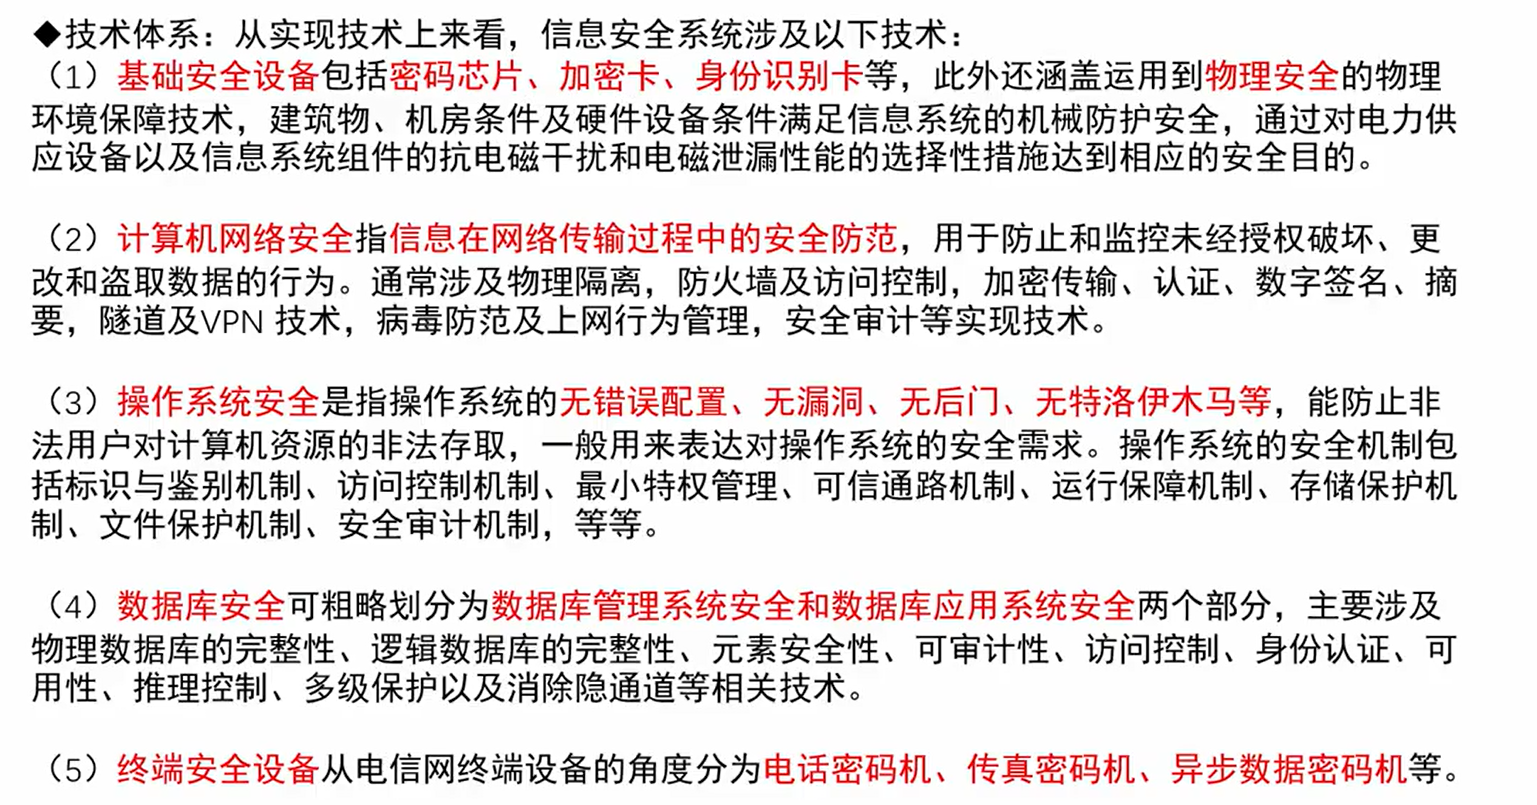 ◆技术体系：从实现技术上来看，信息安全系统涉及以下技术：
（1）基础安全设备包括密码芯片、加密卡、身份识别卡等，此外还涵盖运用到物理安全的物理
环境保障技术，建筑物、机房条件及硬件设备条件满足信息系统的机械防护安全，通过对电力供
应设备以及信息系统组件的抗电磁干扰和电磁泄漏性能的选择性措施达到相应的安全目的。
（2）计算机网络安全指信息在网络传输过程中的安全防范，用于防止和监控未经授权破坏、更
改和盗取数据的行为。通常涉及物理隔离，防火墙及访问控制，加密传输、认证、数字签名、摘
要，隧道及VPN 技术，病毒防范及上网行为管理，安全审计等实现技术。
（3）操作系统安全是指操作系统的无错误配置、无漏洞、无后门、无特洛伊木马等，能防止非
法用户对计算机资源的非法存取，一般用来表达对操作系统的安全需求。操作系统的安全机制包
括标识与鉴别机制、访问控制机制、最小特权管理、可信通路机制、运行保障机制、存储保护机
制、文件保护机制、安全审计机制，等等。
（4）数据库安全可粗略划分为数据库管理系统安全和数据库应用系统安全两个部分，主要涉及
物理数据库的完整性、逻辑数据库的完整性、元素安全性、可审计性、访问控制、身份认证、可
用性、推理控制、多级保护以及消除隐通道等相关技术。
（5）终端安全设备从电信网终端设备的角度分为电话密码机、传真密码机、异步数据密码机等。